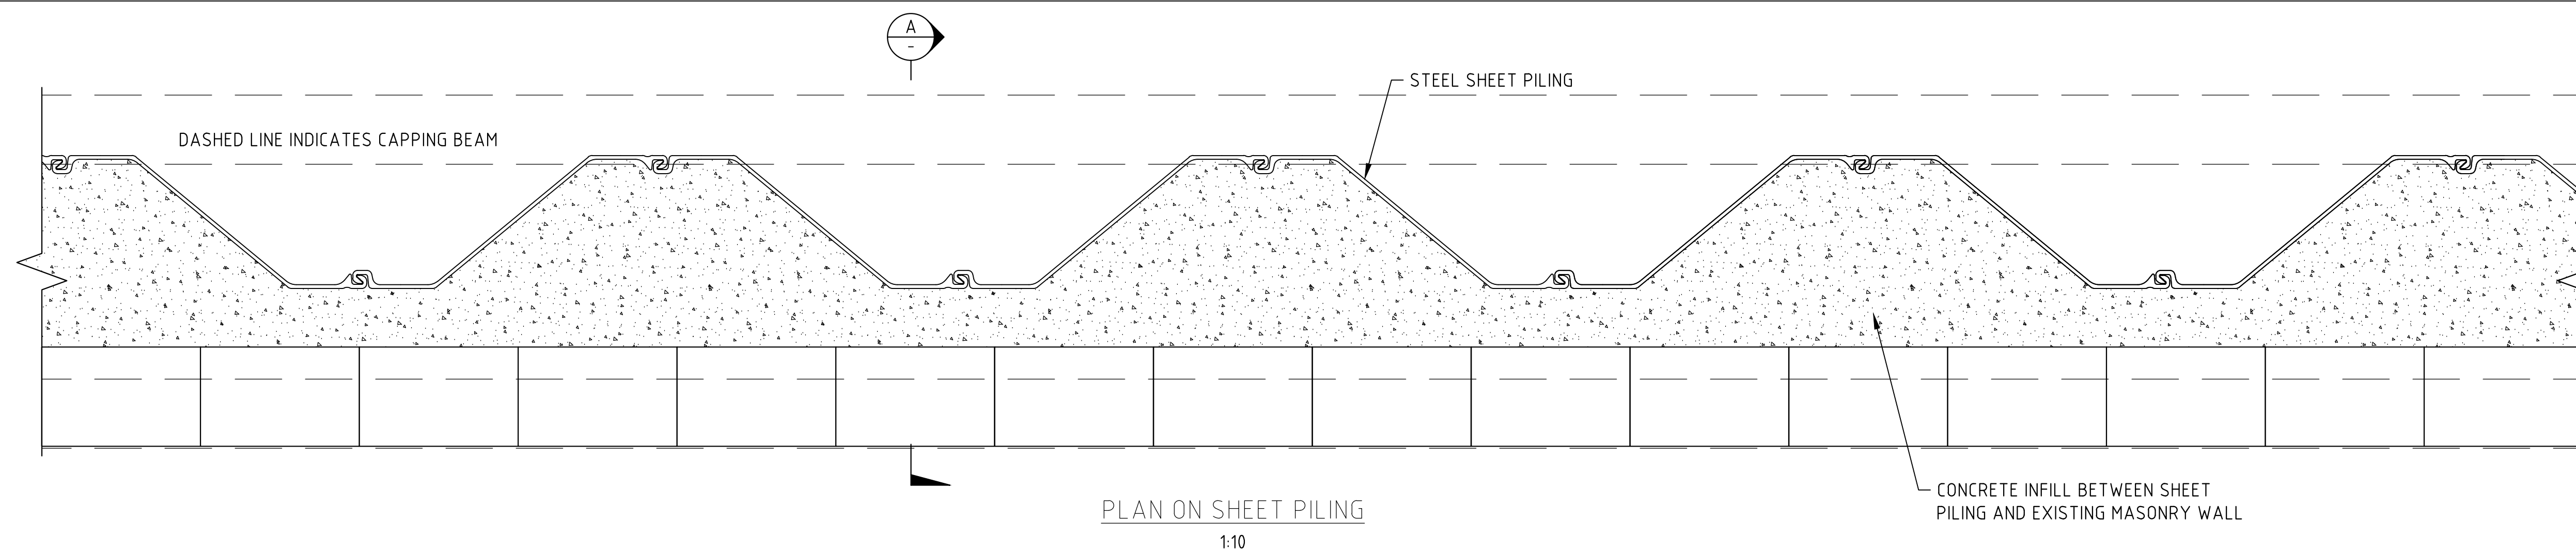 A
-
STEEL SHEET PILING
DASHED LINE INDICATES CAPPING BEAM
CONCRETE INFILL BETWEEN SHEET
PILING AND EXISTING MASONRY WALL
PLAN ON SHEET PILING
1:10